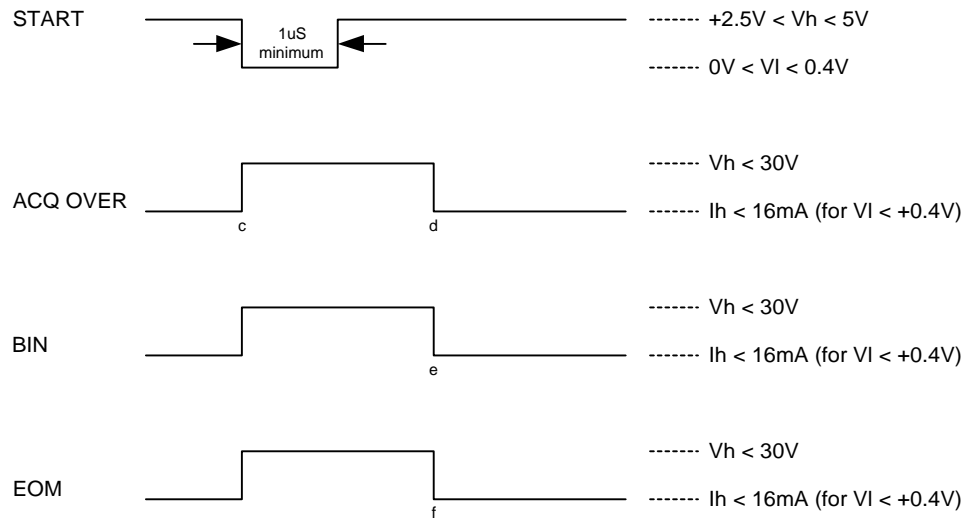 START
1uS
minimum
+2.5V < Vh < 5V
0V < Vl < 0.4V
ACQ OVER
c
d
Vh < 30V
Ih < 16mA (for Vl < +0.4V)
BIN
e
Vh < 30V
Ih < 16mA (for Vl < +0.4V)
EOM
f
Vh < 30V
Ih < 16mA (for Vl < +0.4V)